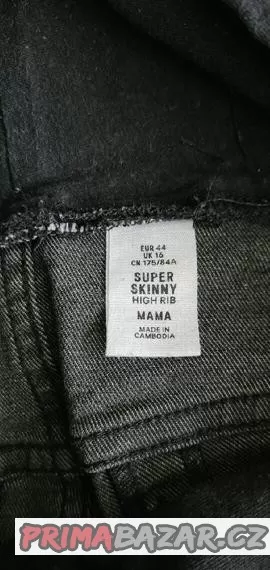 EUR 44
UK 16
CN 175/84A
SUPER
SKINNY
HIGH RIB
MAMA
MADE IN
CAMBODIA
PRIMABAZAR.CZ